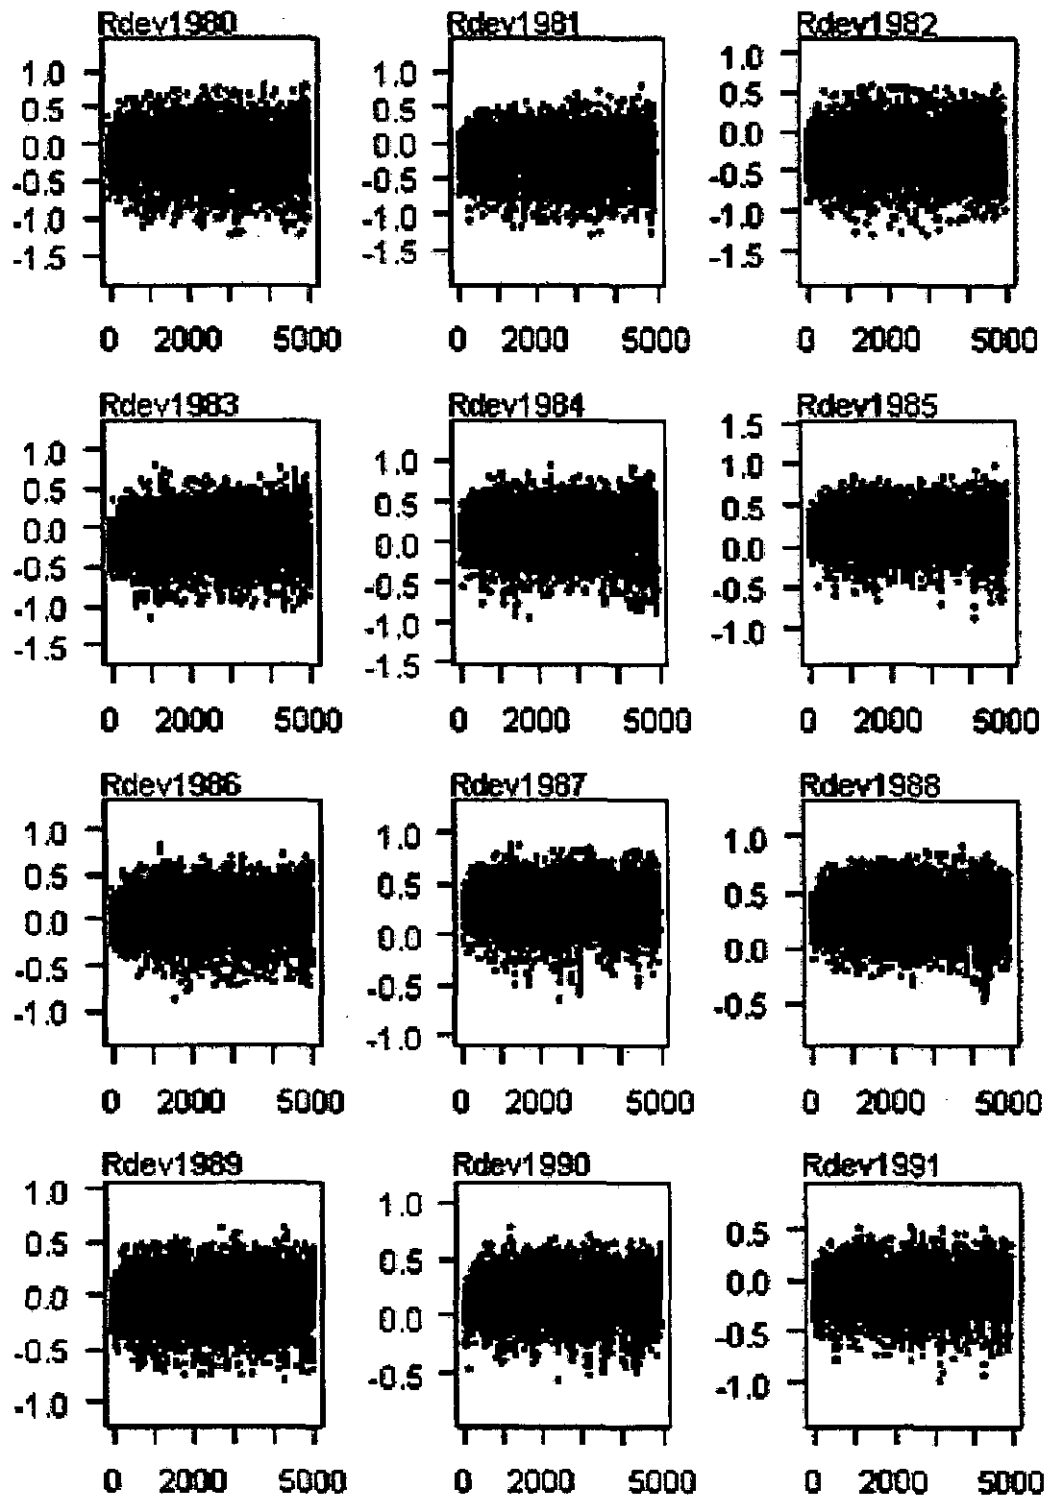 Rdev1980 Rdev1981 Rdev1982
1.0 1.0 1.0
0.5 0.5 0.5
0.0 0.0 0.0
-0.5 -0.5 -0.5
-1.0 -1.0 -1.0
-1.5 -1.5 -1.5
0 2000 5000 0 2000 5000 0 2000 5000
Rdev1983 Rdev1984 Rdev1985
1.5
1.0 1.0 1.0
0.5 0.5 0.5
0.0 0.0 0.0
-0.5 -0.5 -0.5
-1.0 -1.0 -1.0
-1.5 -1.5
0 2000 5000 0 2000 5000 0 2000 5000
Rdev1986 Rdev1987 Rdev1988
1.0 1.0 1.0
0.5 0.5 0.5
0.0 0.0 0.0
-0.5 -0.5 -0.5
-1.0 -1.0
0 2000 5000 0 2000 5000 0 2000 5000
Rdev1989 Rdev1990 Rdev1991
1.0 1.0
0.5 0.5 0.5
0.0 0.0 0.0
-0.5 -0.5 -0.5
-1.0 -1.0
0 2000 5000 0 2000 5000 0 2000 5000